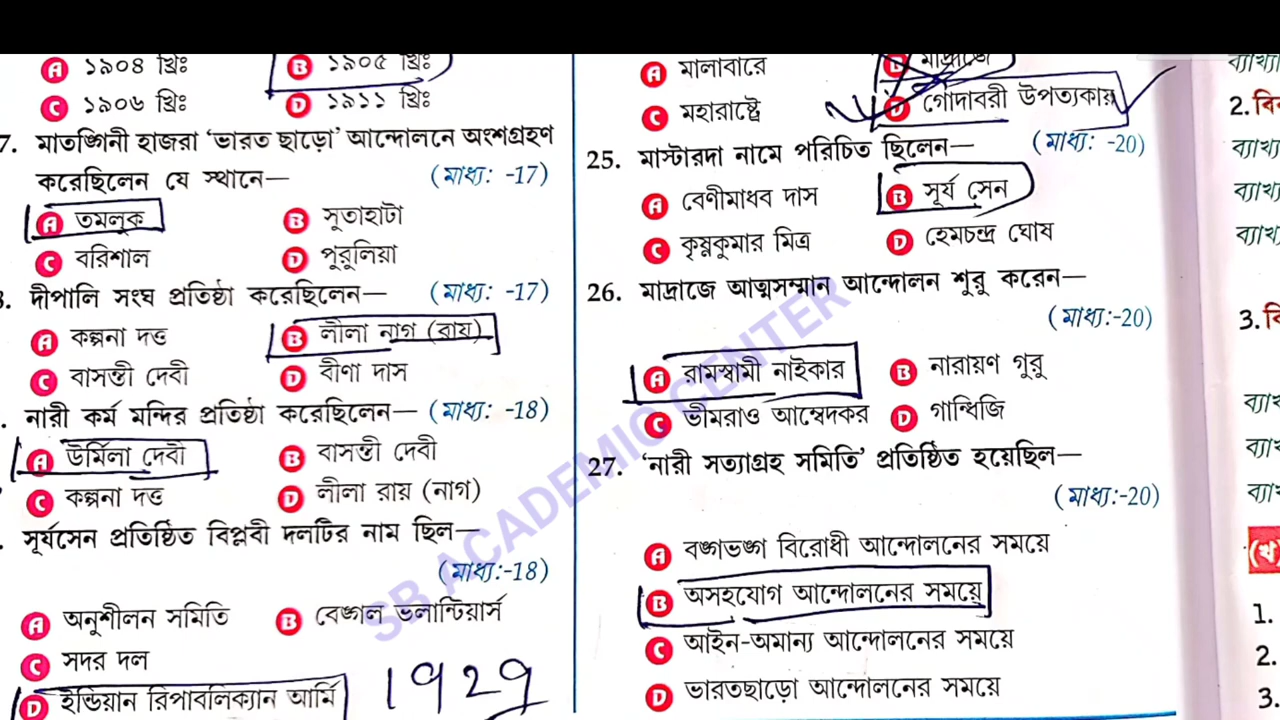 A ১৯০৪ খ্রিঃ
B ১৯০৫ খ্রিঃ
C ১৯০৬ খ্রিঃ
D ১৯১১ খ্রিঃ
7. মাতঙ্গিনী হাজরা ‘ভারত ছাড়ো’ আন্দোলনে অংশগ্রহণ
করেছিলেন যে স্থানে— (মাধ্য: -17)
A তমলুক
B সুতাহাটা
C বরিশাল
D পুরুলিয়া
দীপালি সংঘ প্রতিষ্ঠা করেছিলেন— (মাধ্য: -17)
A কল্পনা দত্ত
B লীলা নাগ (রায়)
C বাসন্তী দেবী
D বীণা দাস
নারী কর্ম মন্দির প্রতিষ্ঠা করেছিলেন— (মাধ্য: -18)
A উর্মিলা দেবী
B বাসন্তী দেবী
C কল্পনা দত্ত
D লীলা রায় (নাগ)
সূর্যসেন প্রতিষ্ঠিত বিপ্লবী দলটির নাম ছিল—
(মাধ্য:-18)
A অনুশীলন সমিতি
B বেঙ্গল ভলান্টিয়ার্স
C সদর দল
D ইন্ডিয়ান রিপাবলিক্যান আর্মি
1929
A মালাবারে
B মাদ্রাজে
C মহারাষ্ট্রে
D গোদাবরী উপত্যকায়
25. মাস্টারদা নামে পরিচিত ছিলেন— (মাধ্য: -20)
A বেণীমাধব দাস
B সূর্য সেন
C কৃষ্ণকুমার মিত্র
D হেমচন্দ্র ঘোষ
26. মাদ্রাজে আত্মসম্মান আন্দোলন শুরু করেন—
(মাধ্য:-20)
A রামস্বামী নাইকার
B নারায়ণ গুরু
C ভীমরাও আম্বেদকর
D গান্ধিজি
27. ‘নারী সত্যাগ্রহ সমিতি’ প্রতিষ্ঠিত হয়েছিল—
(মাধ্য:-20)
A বঙ্গভঙ্গ বিরোধী আন্দোলনের সময়ে
B অসহযোগ আন্দোলনের সময়ে
C আইন-অমান্য আন্দোলনের সময়ে
D ভারতছাড়ো আন্দোলনের সময়ে
SB ACADEMIC CENTER
2.
3.
(খ)
1.
2.
3.